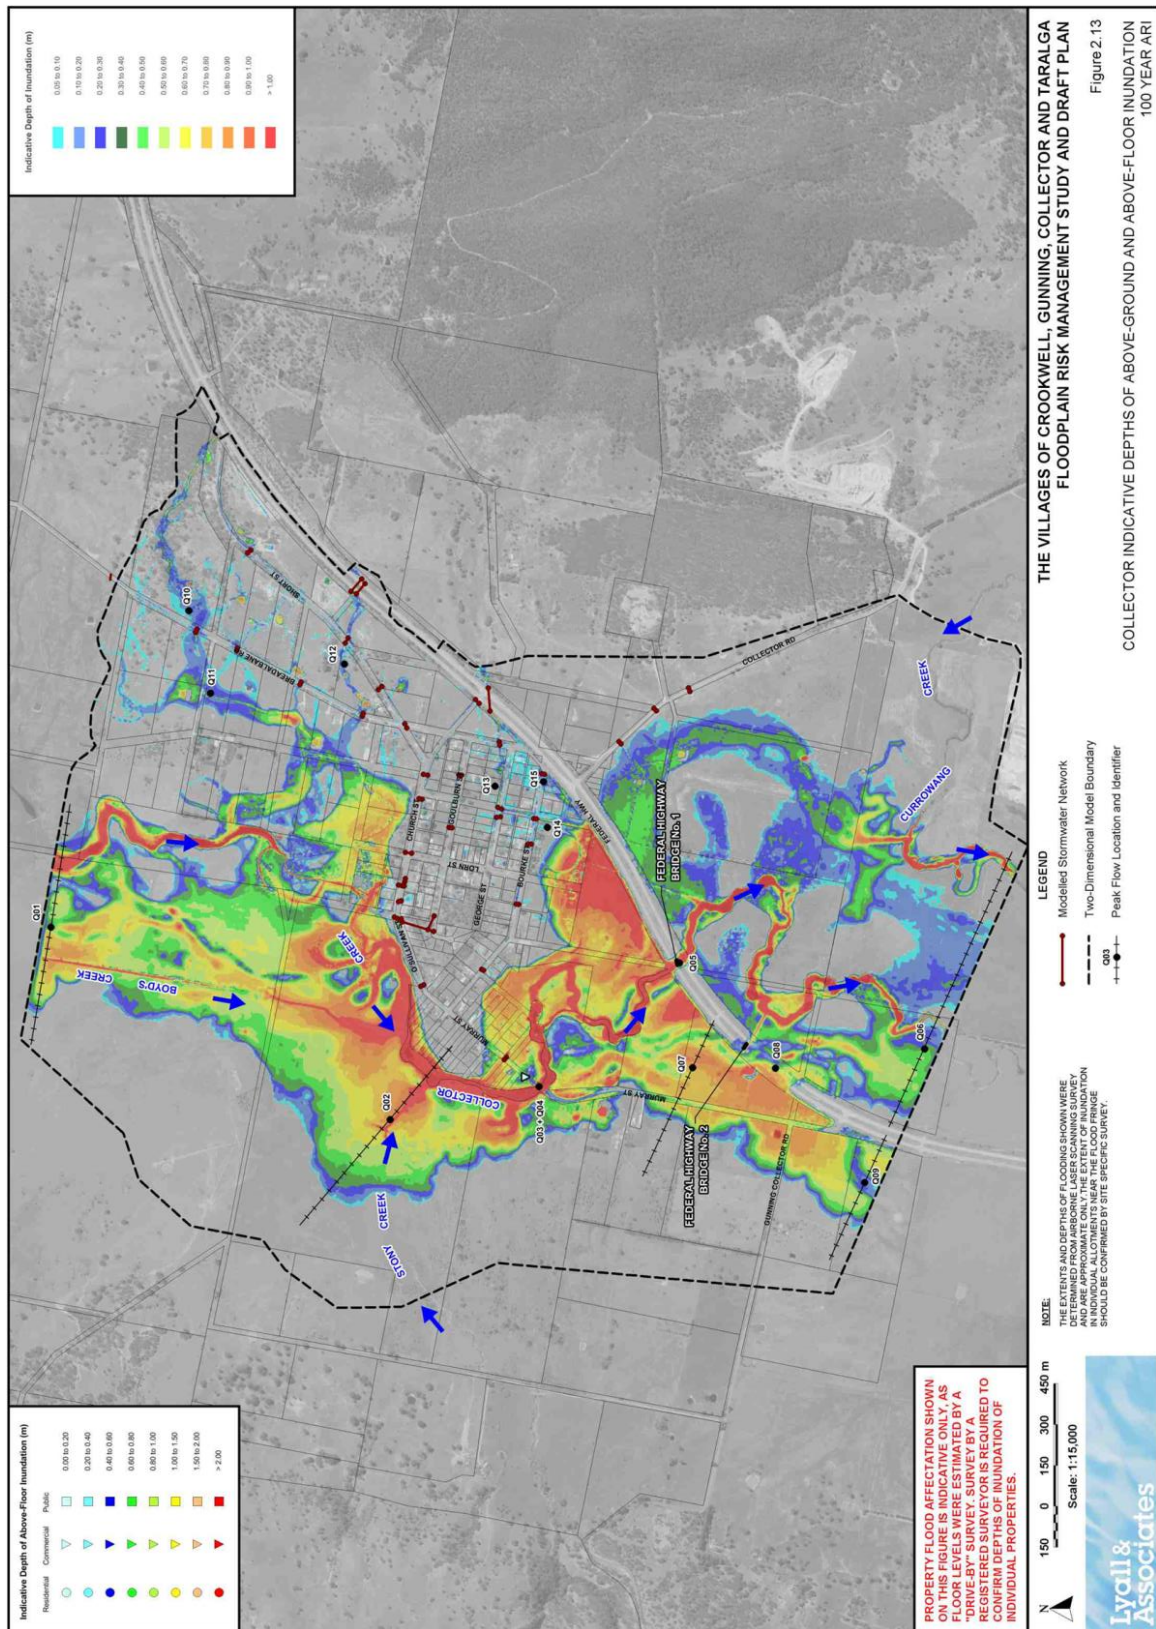 Indicative Depth of Above-Floor Inundation (m)
Residential Commercial Public
0.00 to 0.20
0.20 to 0.40
0.40 to 0.60
0.60 to 0.80
0.80 to 1.00
1.00 to 1.50
1.50 to 2.00
> 2.00
Indicative Depth of Inundation (m)
0.05 to 0.10
0.10 to 0.20
0.20 to 0.30
0.30 to 0.40
0.40 to 0.50
0.50 to 0.60
0.60 to 0.70
0.70 to 0.80
0.80 to 0.90
0.90 to 1.00
> 1.00
Q01
BOYD'S
CREEK
CREEK
Q02
STONY
CREEK
COLLECTOR
Q03 + Q04
MURRAY ST
O'SULLIVAN ST
MURRAY ST
CHURCH ST
LORN ST
GOULBURN
GEORGE ST
BOURKE ST
Q10
Q11
Q12
Q13
Q14
Q15
SHORT ST
BREADALBANE RD
FEDERAL HWY
COLLECTOR RD
FEDERAL HIGHWAY
BRIDGE No. 1
Q05
FEDERAL HIGHWAY
BRIDGE No. 2
Q07
Q08
GUNNING COLLECTOR RD
Q09
Q06
CURROWANG
CREEK
PROPERTY FLOOD AFFECTATION SHOWN
ON THIS FIGURE IS INDICATIVE ONLY, AS
FLOOR LEVELS WERE ESTIMATED BY A
"DRIVE-BY" SURVEY. SURVEY BY A
REGISTERED SURVEYOR IS REQUIRED TO
CONFIRM DEPTHS OF INUNDATION OF
INDIVIDUAL PROPERTIES.
N
150 0 150 300 450 m
Scale: 1:15,000
Lyall &
Associates
NOTE:
THE EXTENTS AND DEPTHS OF FLOODING SHOWN WERE
DETERMINED FROM AIRBORNE LASER SCANNING SURVEY
AND ARE APPROXIMATE ONLY. THE EXTENT OF INUNDATION
IN INDIVIDUAL ALLOTMENTS NEAR THE FLOOD FRINGE
SHOULD BE CONFIRMED BY SITE SPECIFIC SURVEY.
LEGEND
Modelled Stormwater Network
Two-Dimensional Model Boundary
Q03
Peak Flow Location and Identifier
THE VILLAGES OF CROOKWELL, GUNNING, COLLECTOR AND TARALGA
FLOODPLAIN RISK MANAGEMENT STUDY AND DRAFT PLAN
Figure 2.13
COLLECTOR INDICATIVE DEPTHS OF ABOVE-GROUND AND ABOVE-FLOOR INUNDATION
100 YEAR ARI